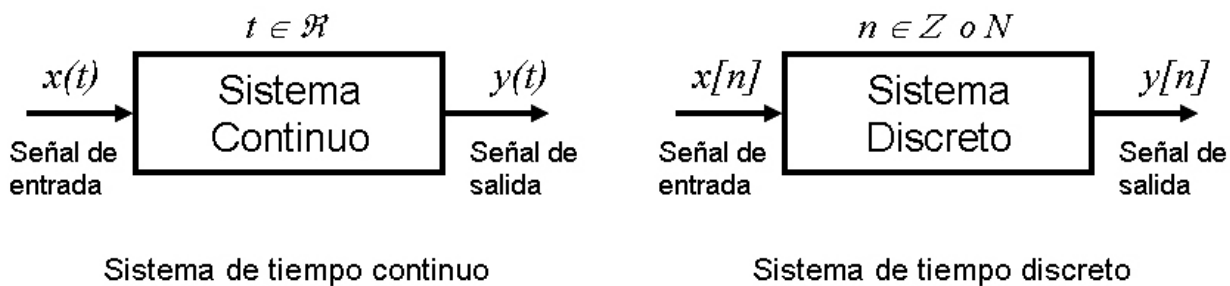 t ∈ ℜ
x(t)
Sistema
Continuo
y(t)
Señal de
entrada
Señal de
salida
Sistema de tiempo continuo
n ∈ Z o N
x[n]
Sistema
Discreto
y[n]
Señal de
entrada
Señal de
salida
Sistema de tiempo discreto